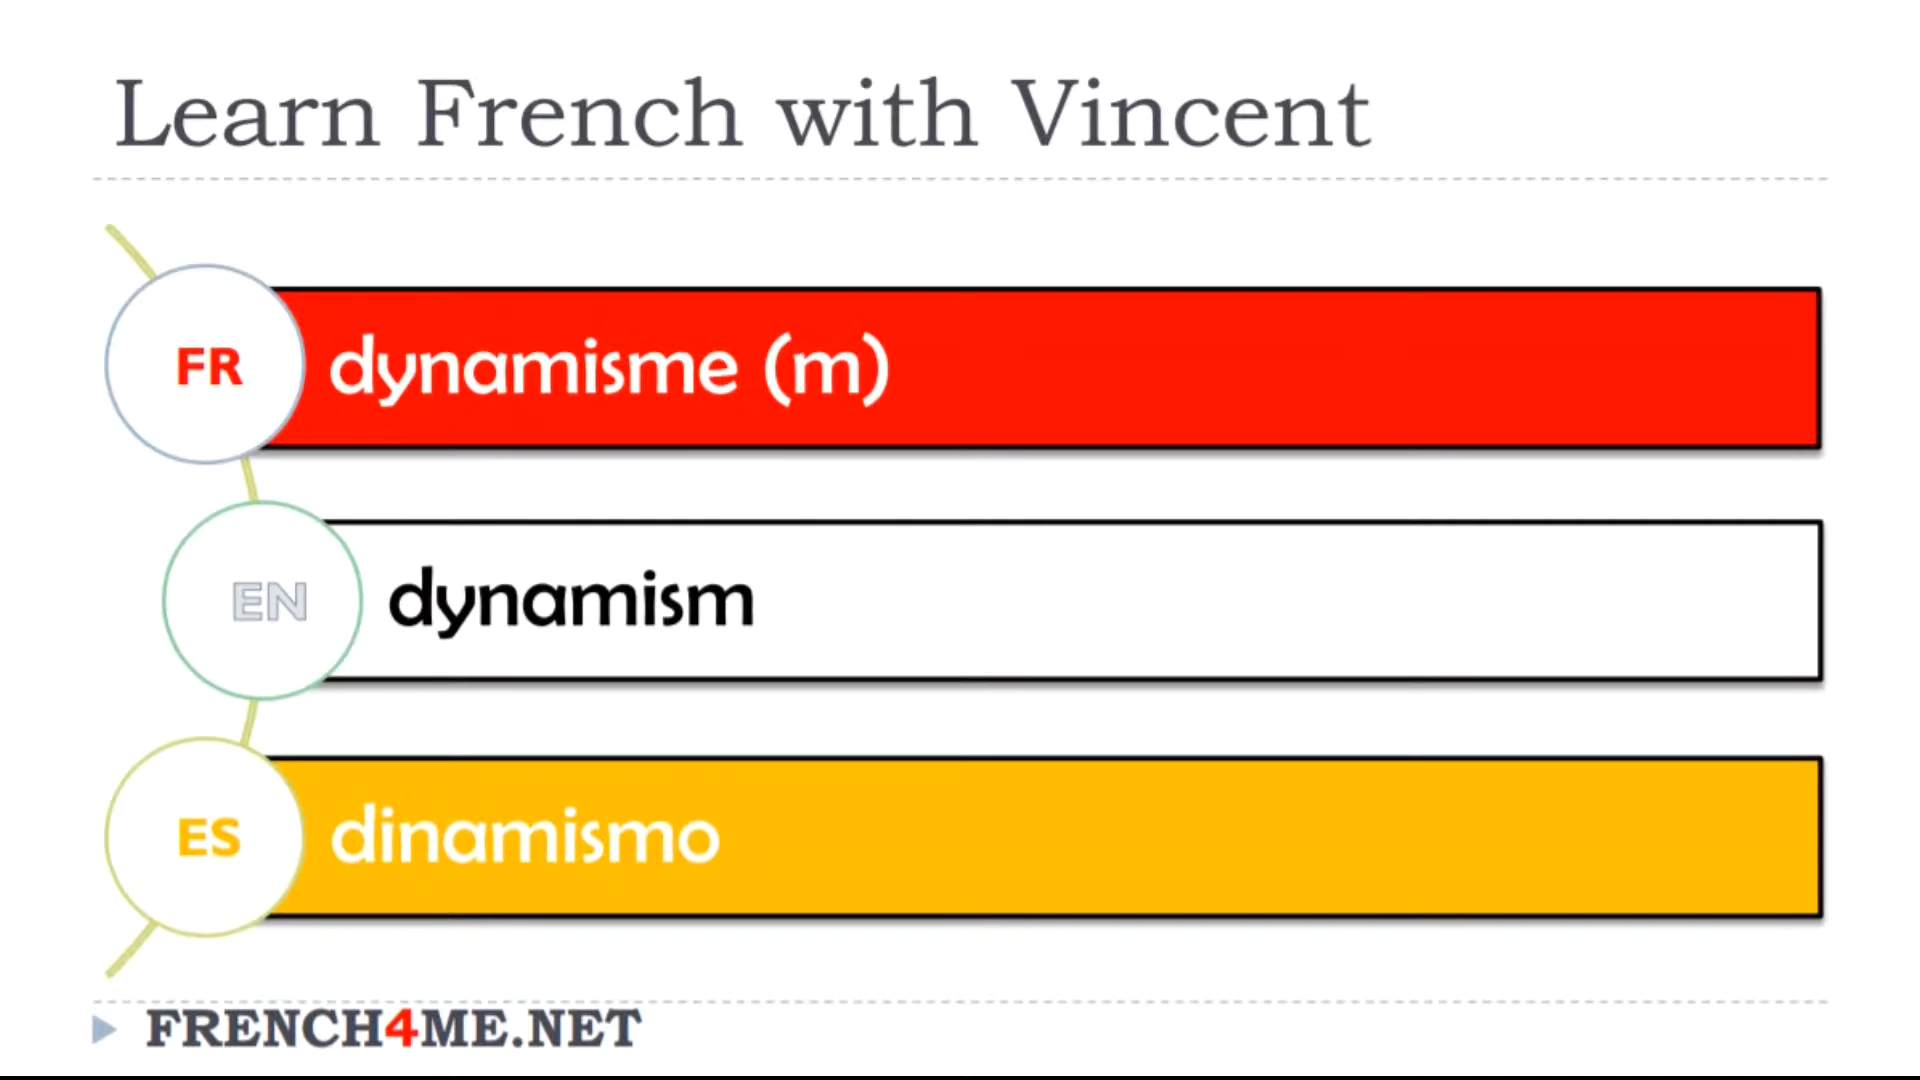 Learn French with Vincent
FR dynamisme (m)
EN dynamism
ES dinamismo
FRENCH4ME.NET